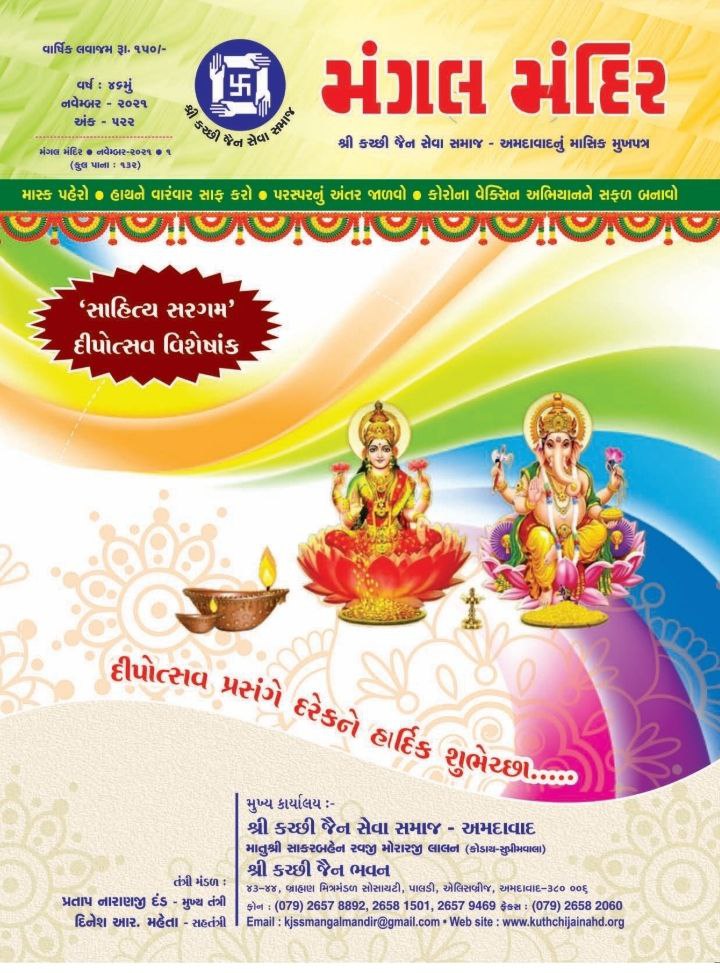 વાર્ષિક લવાજમ રૂા. ૧૫૦/-
વર્ષ : ૪૬મું
નવેમ્બર - ૨૦૨૧
અંક - ૫૨૨
મંગલ મંદિર ● નવેમ્બર-૨૦૨૧ ● ૧
(કુલ પાના : ૧૩૨)
શ્રી કચ્છી જૈન સેવા સમાજ
મંગલ મંદિર
શ્રી કચ્છી જૈન સેવા સમાજ - અમદાવાદનું માસિક મુખપત્ર
માસ્ક પહેરો ● હાથને વારંવાર સાફ કરો ● પરસ્પરનું અંતર જાળવો ● કોરોના વેક્સિન અભિયાનને સફળ બનાવો
‘સાહિત્ય સરગમ’
દીપોત્સવ વિશેષાંક
દીપોત્સવ પ્રસંગે દરેકને હાર્દિક શુભેચ્છા.....
મુખ્ય કાર્યાલય :-
શ્રી કચ્છી જૈન સેવા સમાજ - અમદાવાદ
માતુશ્રી સાકરબહેન રવજી મોરારજી લાલન (કોડાય-સુપ્રીમવાલા)
શ્રી કચ્છી જૈન ભવન
૪૩-૪૪, બ્રાહ્મણ મિત્રમંડળ સોસાયટી, પાલડી, એલિસબ્રીજ, અમદાવાદ-૩૮૦ ૦૦૬
ફોન : (079) 2657 8892, 2658 1501, 2657 9469 ફેક્સ : (079) 2658 2060
Email : kjssmangalmandir@gmail.com • Web site : www.kuthchijainahd.org
તંત્રી મંડળ :
પ્રતાપ નારાણજી દંડ - મુખ્ય તંત્રી
દિનેશ આર. મહેતા - સહતંત્રી